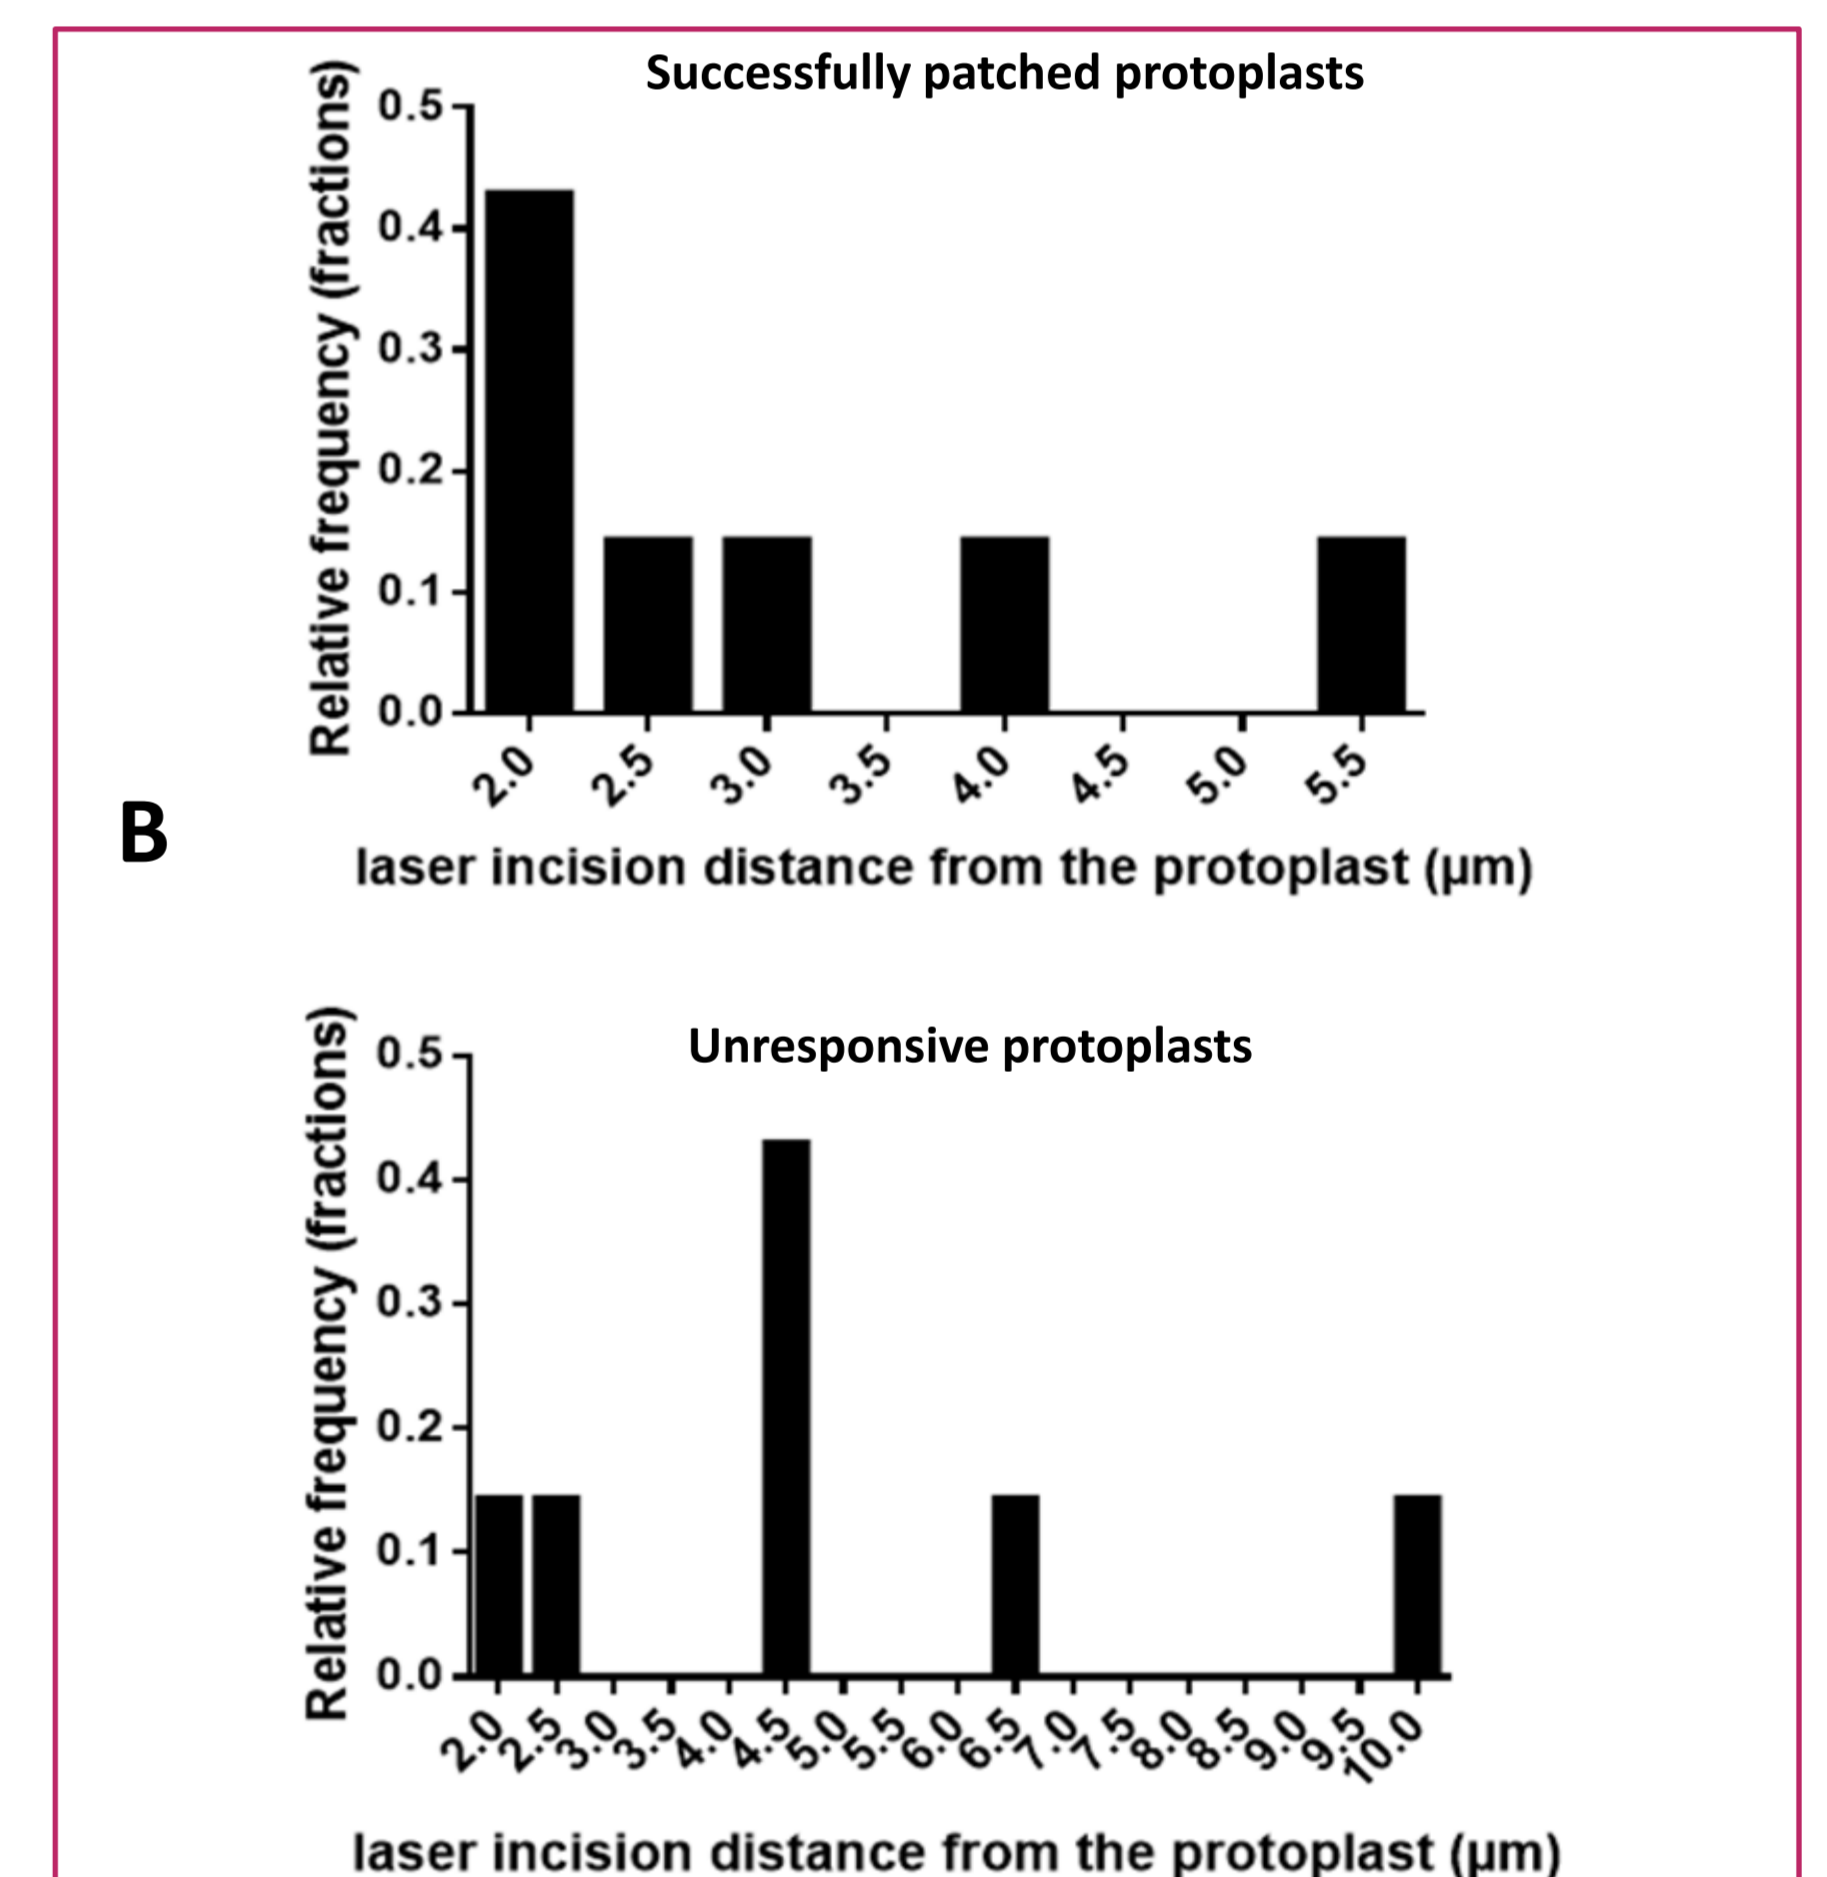 Successfully patched protoplasts
Relative frequency (fractions)
0.5
0.4
0.3
0.2
0.1
0.0
2.0 2.5 3.0 3.5 4.0 4.5 5.0 5.5
laser incision distance from the protoplast (µm)
B
Unresponsive protoplasts
Relative frequency (fractions)
0.5
0.4
0.3
0.2
0.1
0.0
2.0 2.5 3.0 3.5 4.0 4.5 5.0 5.5 6.0 6.5 7.0 7.5 8.0 8.5 9.0 9.5 10.0
laser incision distance from the protoplast (µm)